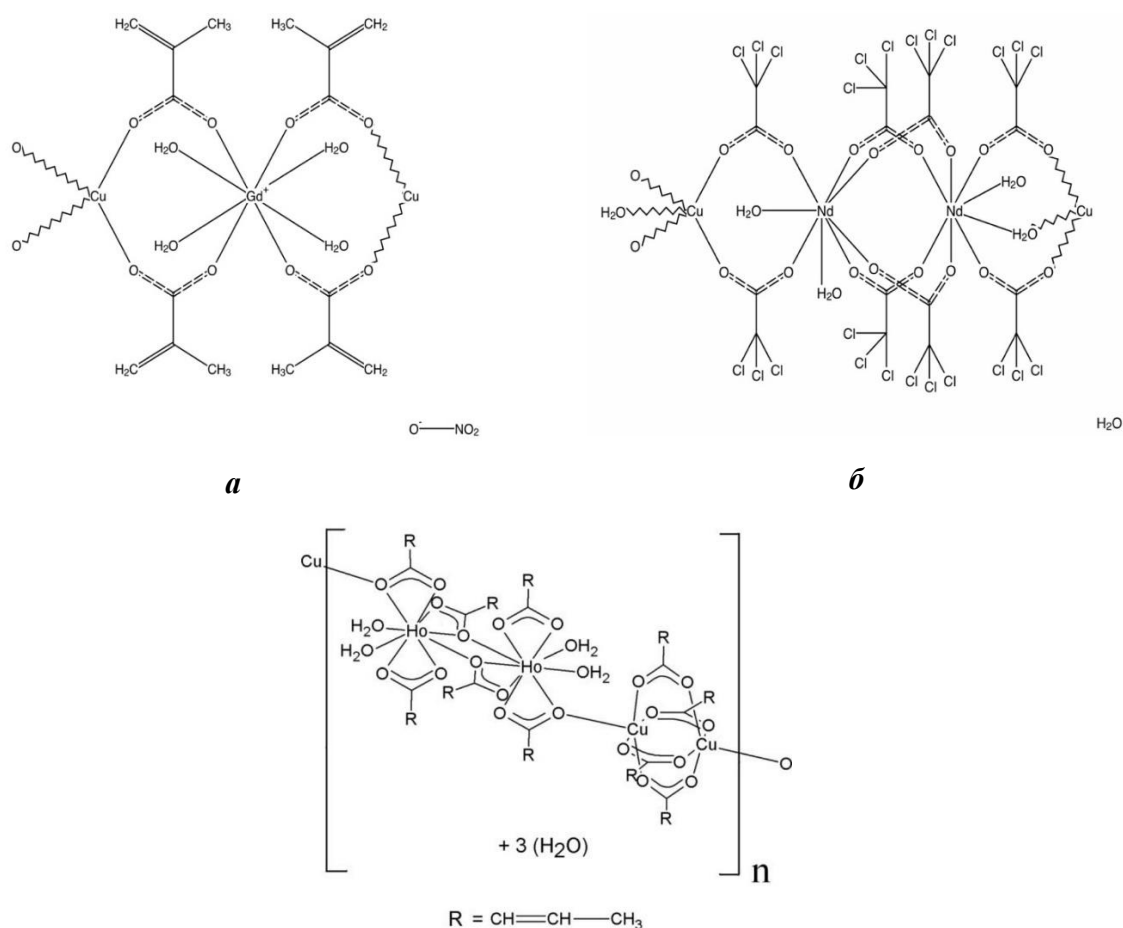 H₂C CH₃ H₃C CH₂
O O O O
O H₂O H₂O
Cu Gd⁺ Cu
O H₂O H₂O
O O O O
H₂C CH₃ H₃C CH₂
O⁻ NO₂
а
Cl Cl Cl Cl Cl Cl Cl Cl Cl Cl Cl
Cl
O O O O O O O O
O H₂O
H₂O Cu H₂O Nd Nd Cu
O H₂O
H₂O
O O O O O O O O
Cl
Cl Cl Cl Cl Cl Cl Cl Cl Cl Cl Cl
H₂O
б
R
Cu O O R
O R
H₂O Ho O O O
H₂O OH₂
O Ho OH₂ R
O O R O O O R
R O O O Cu O
R O O Cu O
R O O
R
+ 3 (H₂O)
n
R = CH CH CH₃